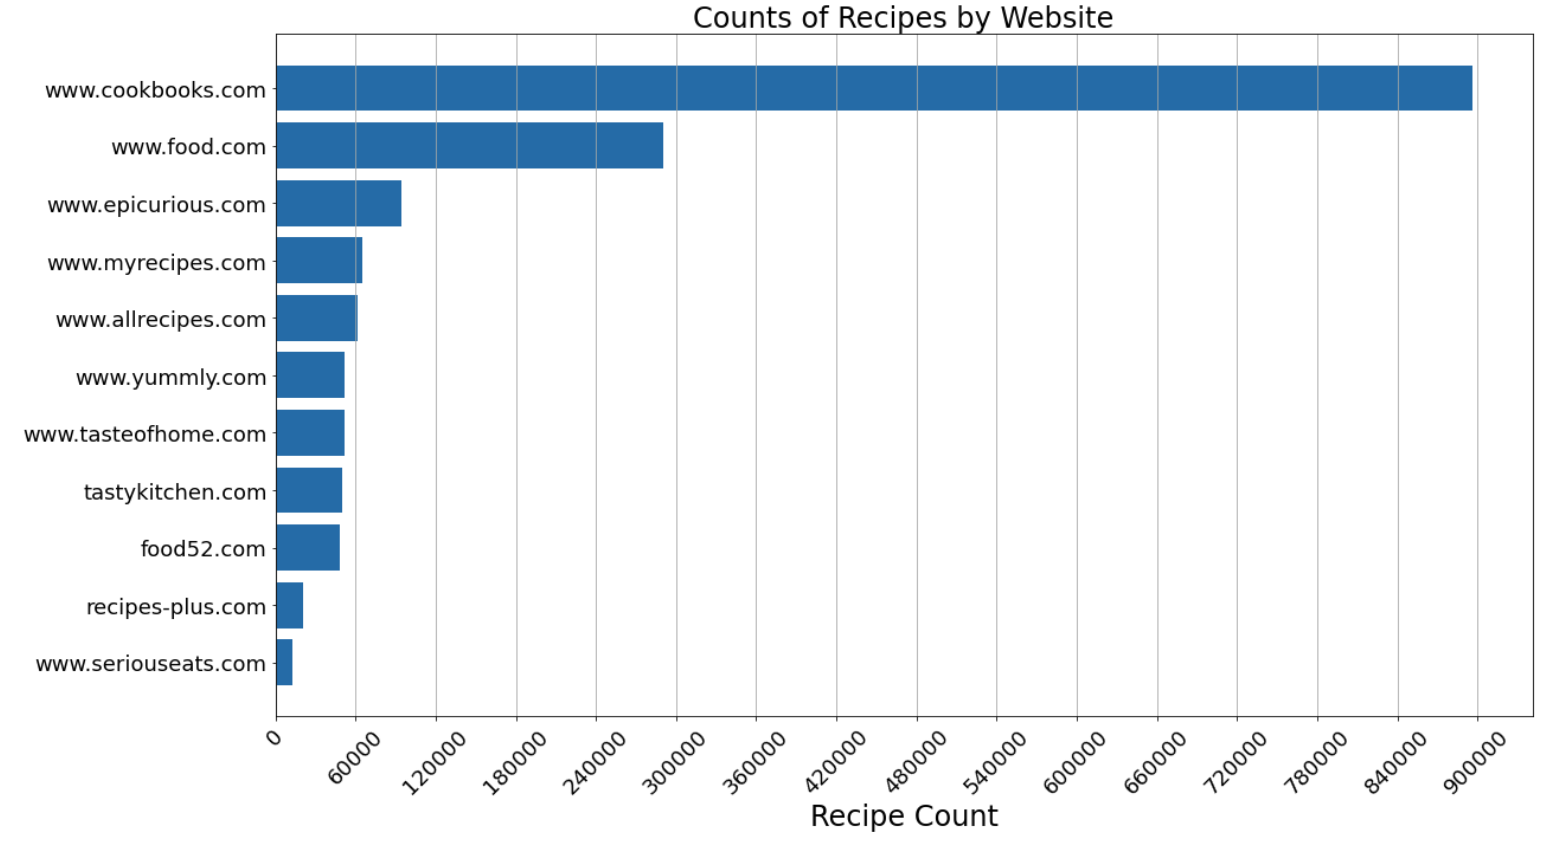 Counts of Recipes by Website
www.cookbooks.com
www.food.com
www.epicurious.com
www.myrecipes.com
www.allrecipes.com
www.yummly.com
www.tasteofhome.com
tastykitchen.com
food52.com
recipes-plus.com
www.seriouseats.com
0 60000 120000 180000 240000 300000 360000 420000 480000 540000 600000 660000 720000 780000 840000 900000
Recipe Count